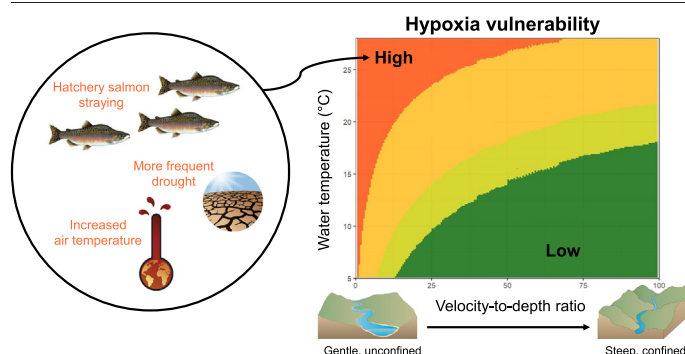 Hypoxia vulnerability
Hatchery salmon
straying
More frequent
drought
Increased
air temperature
High
Low
Water temperature (°C)
25
20
15
10
5
0
25
50
75
100
Velocity-to-depth ratio
Gentle, unconfined
Steep, confined